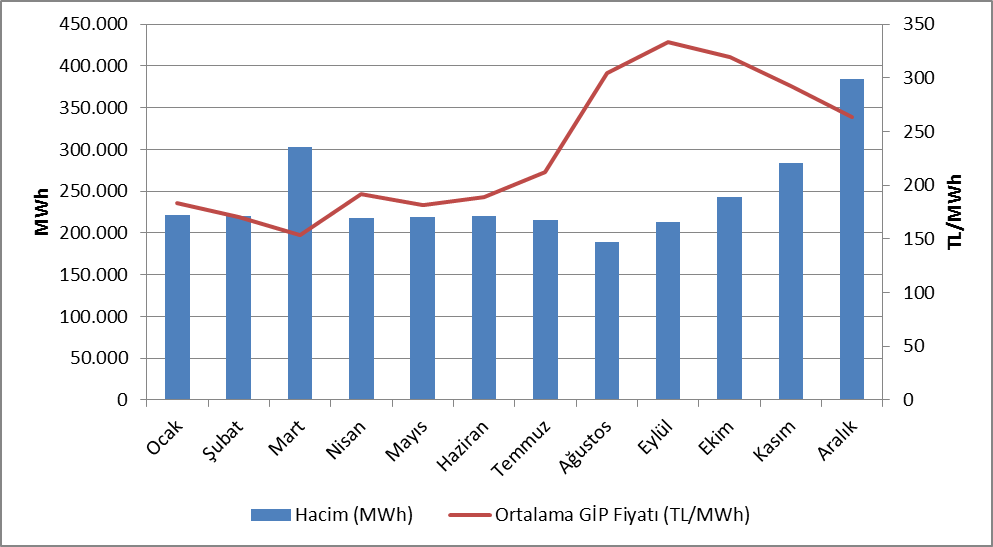 450.000
400.000
350.000
300.000
250.000
200.000
150.000
100.000
50.000
0
MWh
350
300
250
200
150
100
50
0
TL/MWh
Ocak
Şubat
Mart
Nisan
Mayıs
Haziran
Temmuz
Ağustos
Eylül
Ekim
Kasım
Aralık
Hacim (MWh) Ortalama GİP Fiyatı (TL/MWh)